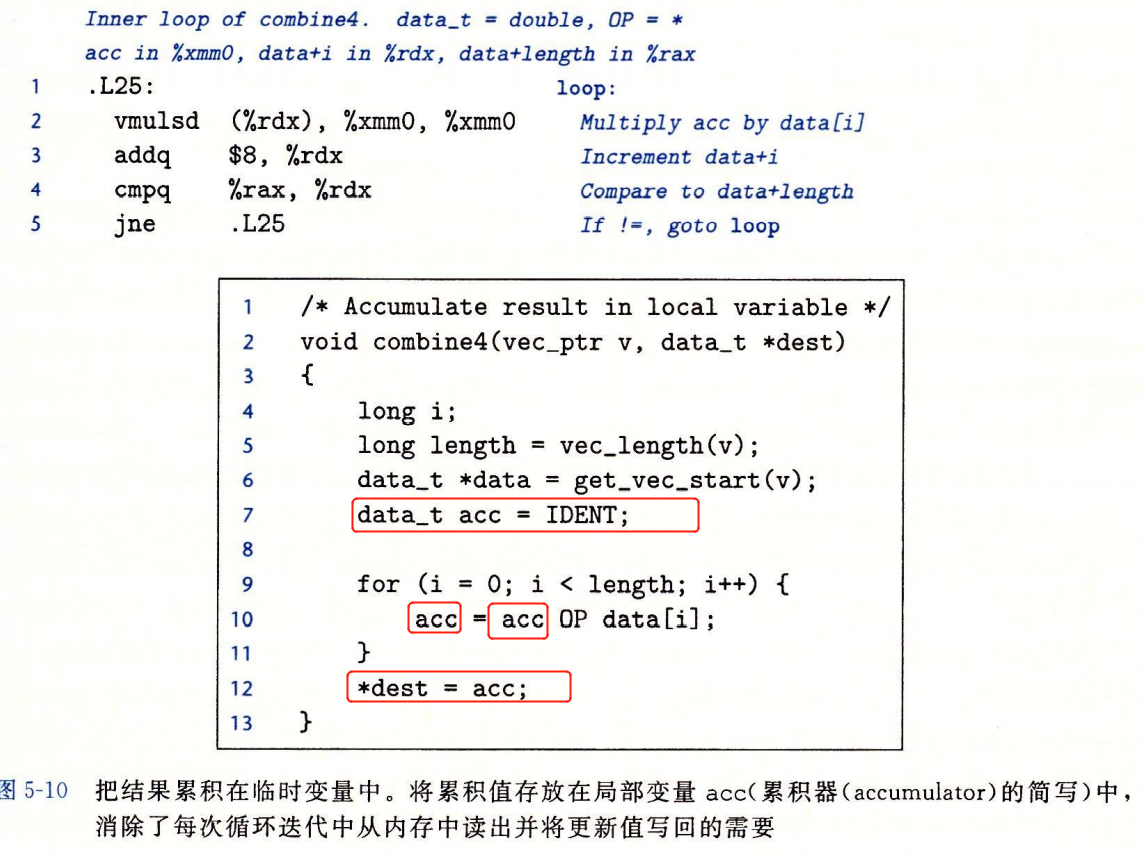 Inner loop of combine4. data_t = double, OP = *
acc in %xmm0, data+i in %rdx, data+length in %rax
1 .L25: loop:
2 vmulsd (%rdx), %xmm0, %xmm0 Multiply acc by data[i]
3 addq $8, %rdx Increment data+i
4 cmpq %rax, %rdx Compare to data+length
5 jne .L25 If !=, goto loop
1 /* Accumulate result in local variable */
2 void combine4(vec_ptr v, data_t *dest)
3 {
4 long i;
5 long length = vec_length(v);
6 data_t *data = get_vec_start(v);
7 data_t acc = IDENT;
8
9 for (i = 0; i < length; i++) {
10 acc = acc OP data[i];
11 }
12 *dest = acc;
13 }
图 5-10 把结果累积在临时变量中。将累积值存放在局部变量 acc(累积器(accumulator)的简写)中,
消除了每次循环迭代中从内存中读出并将更新值写回的需要